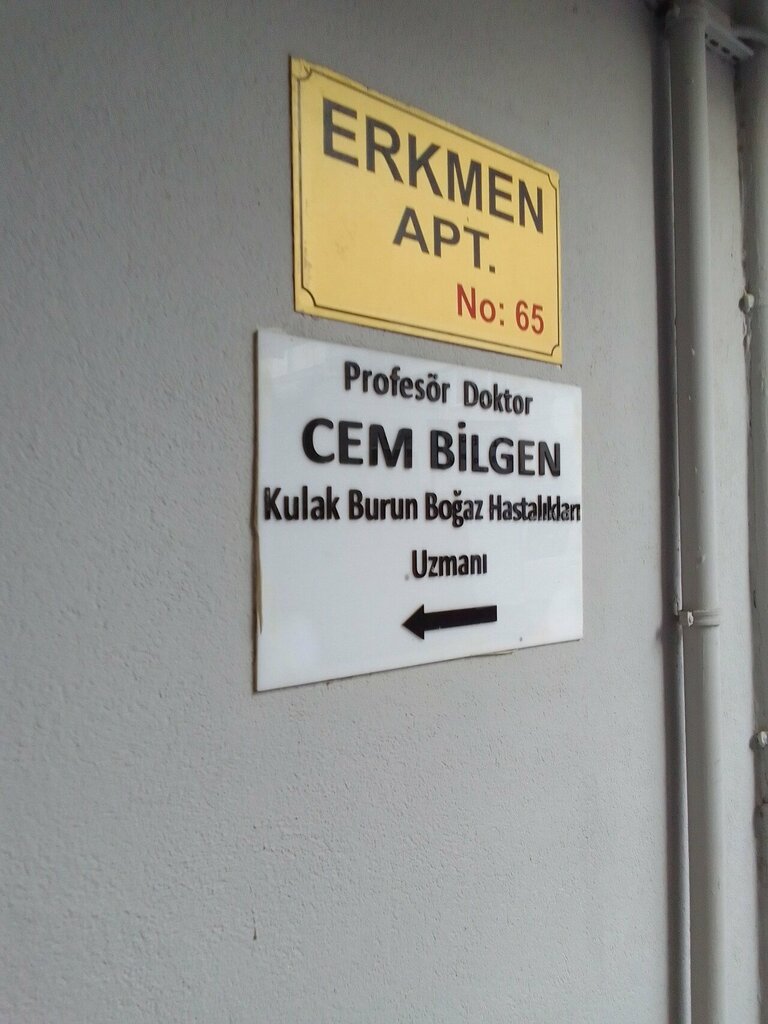 ERKMEN
APT.
No: 65
Profesör Doktor
CEM BİLGEN
Kulak Burun Boğaz Hastalıkları
Uzmanı